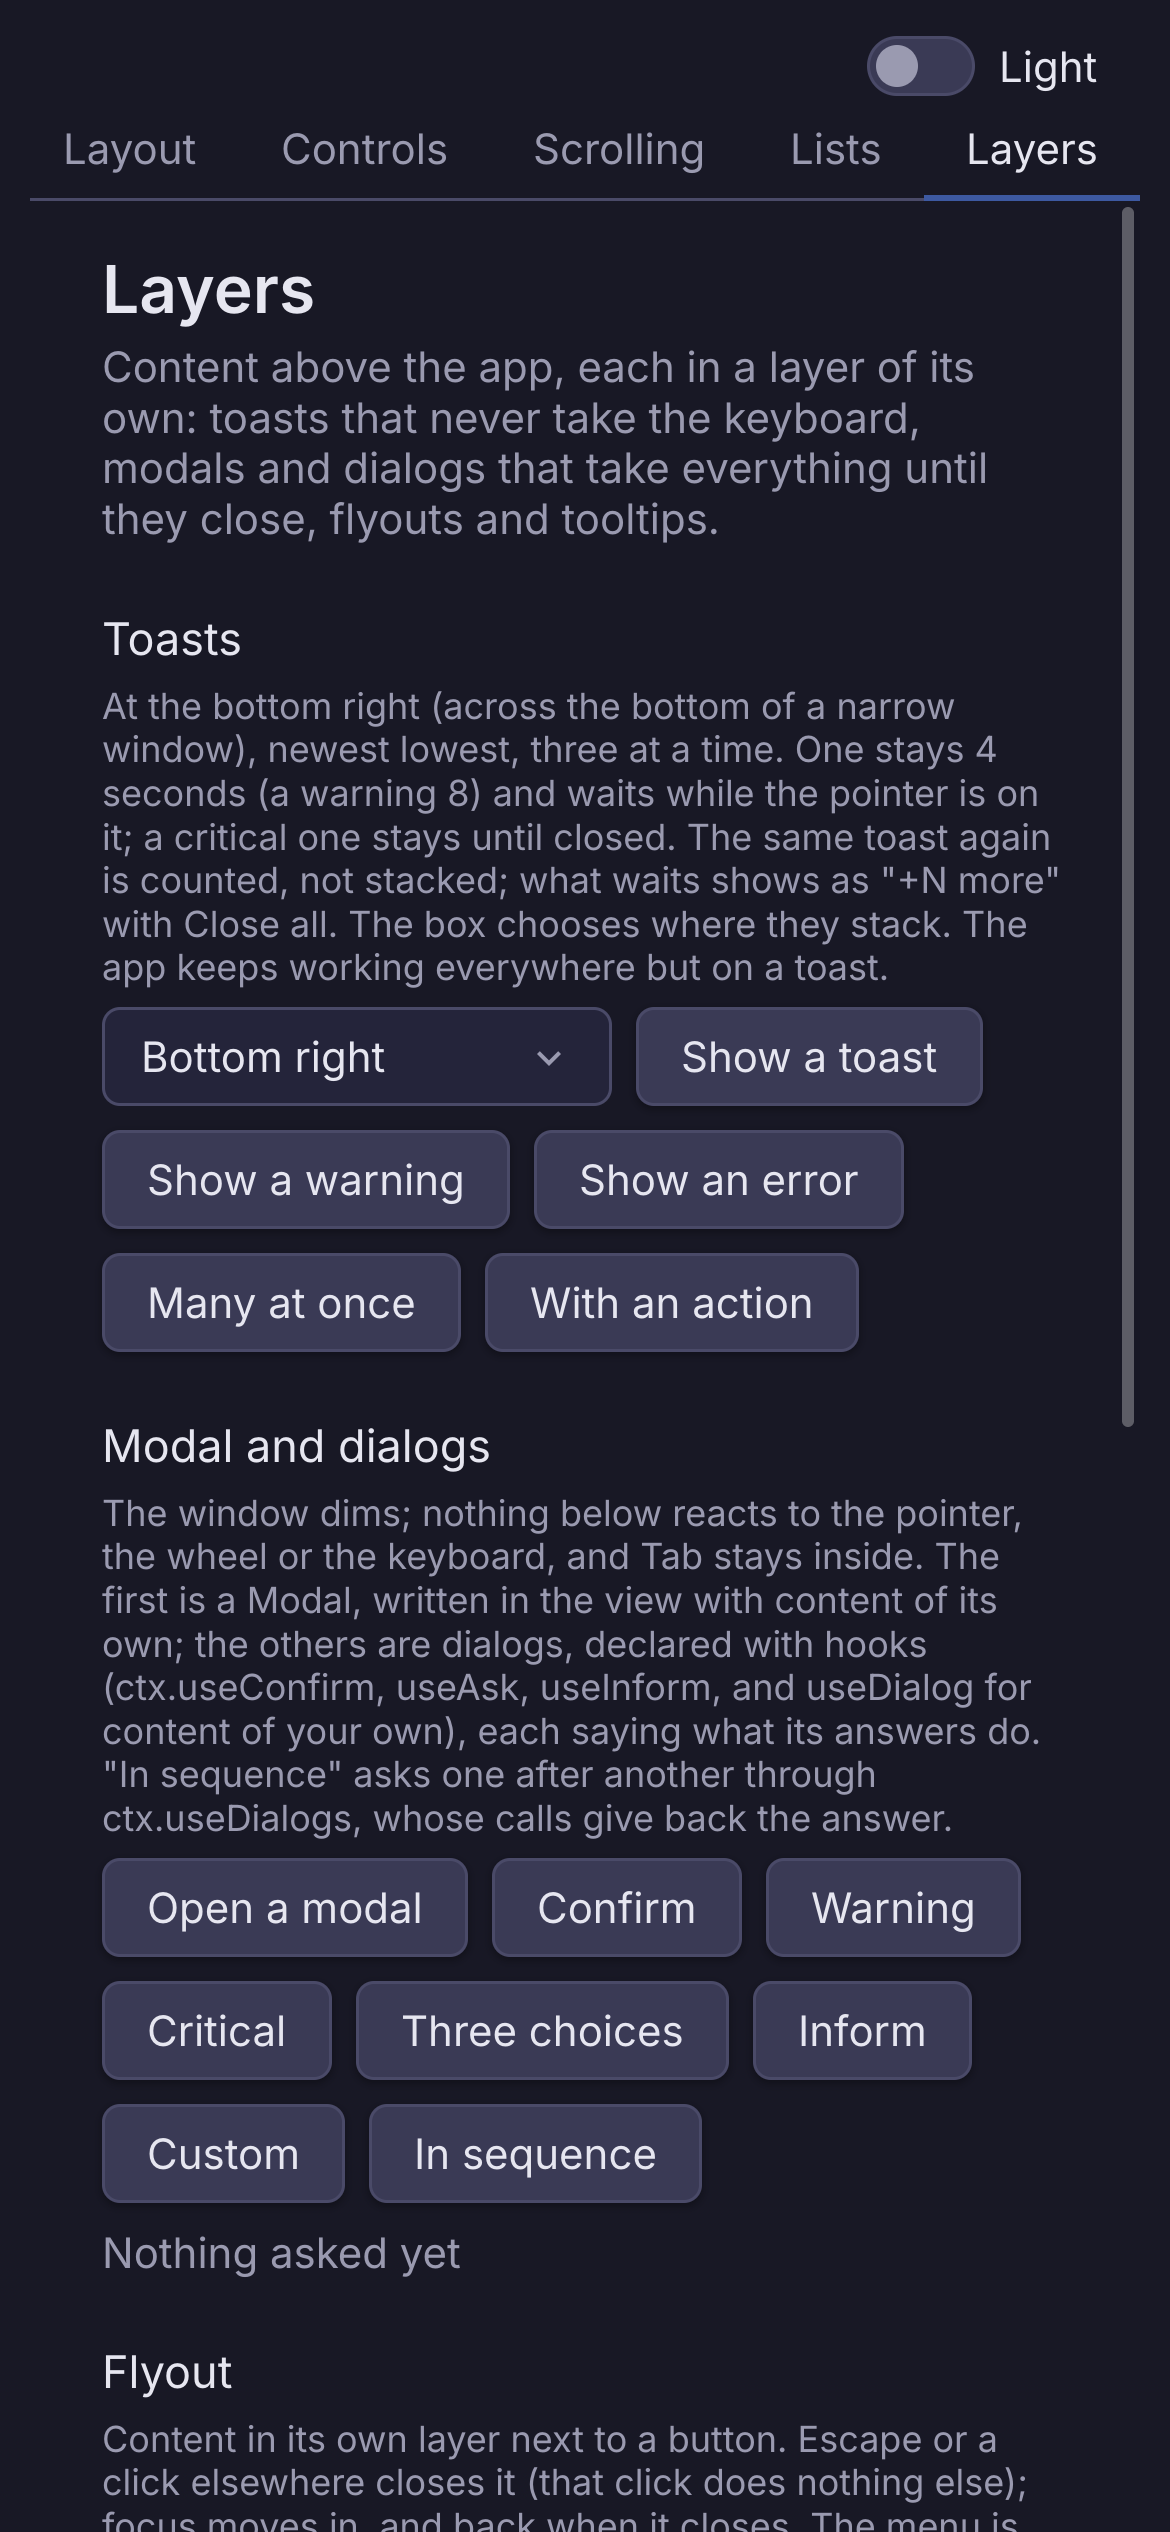 Light
Layout Controls Scrolling Lists Layers
Layers
Content above the app, each in a layer of its
own: toasts that never take the keyboard,
modals and dialogs that take everything until
they close, flyouts and tooltips.
Toasts
At the bottom right (across the bottom of a narrow
window), newest lowest, three at a time. One stays 4
seconds (a warning 8) and waits while the pointer is on
it; a critical one stays until closed. The same toast again
is counted, not stacked; what waits shows as "+N more"
with Close all. The box chooses where they stack. The
app keeps working everywhere but on a toast.
Bottom right Show a toast
Show a warning Show an error
Many at once With an action
Modal and dialogs
The window dims; nothing below reacts to the pointer,
the wheel or the keyboard, and Tab stays inside. The
first is a Modal, written in the view with content of its
own; the others are dialogs, declared with hooks
(ctx.useConfirm, useAsk, useInform, and useDialog for
content of your own), each saying what its answers do.
"In sequence" asks one after another through
ctx.useDialogs, whose calls give back the answer.
Open a modal Confirm Warning
Critical Three choices Inform
Custom In sequence
Nothing asked yet
Flyout
Content in its own layer next to a button. Escape or a
click elsewhere closes it (that click does nothing else);
focus moves in, and back when it closes. The menu is